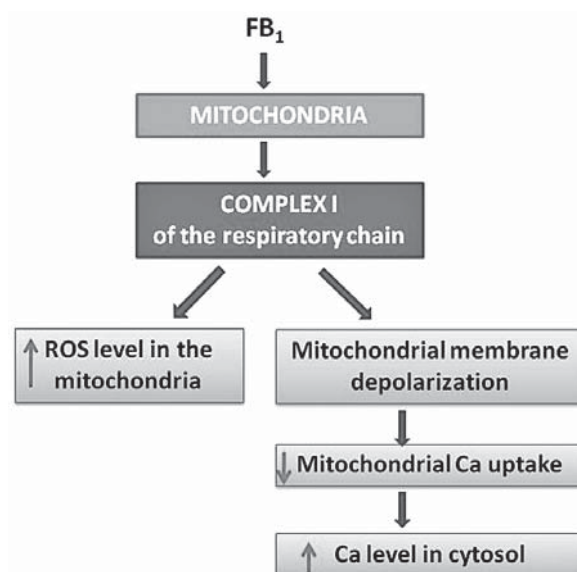 FB₁
MITOCHONDRIA
COMPLEX I
of the respiratory chain
ROS level in the
mitochondria
Mitochondrial membrane
depolarization
Mitochondrial Ca uptake
Ca level in cytosol